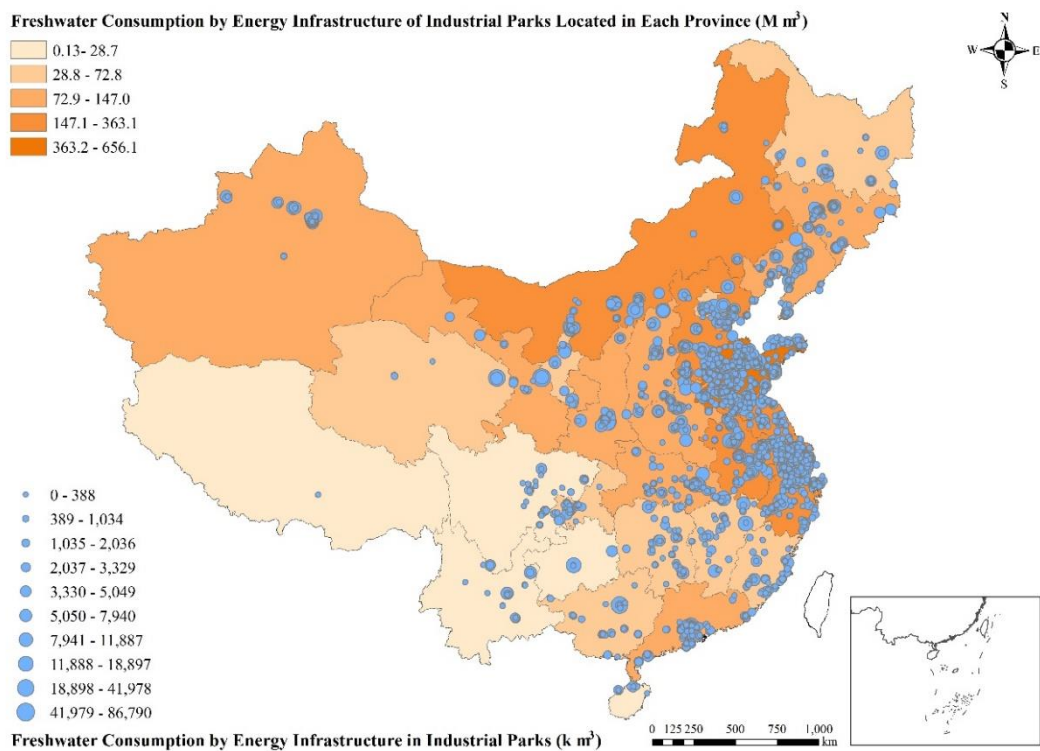 Freshwater Consumption by Energy Infrastructure of Industrial Parks Located in Each Province (M m³)
0.13- 28.7
28.8 - 72.8
72.9 - 147.0
147.1 - 363.1
363.2 - 656.1
N
W E
S
0 - 388
389 - 1,034
1,035 - 2,036
2,037 - 3,329
3,330 - 5,049
5,050 - 7,940
7,941 - 11,887
11,888 - 18,897
18,898 - 41,978
41,979 - 86,790
0 125 250 500 750 1,000
km
Freshwater Consumption by Energy Infrastructure in Industrial Parks (k m³)